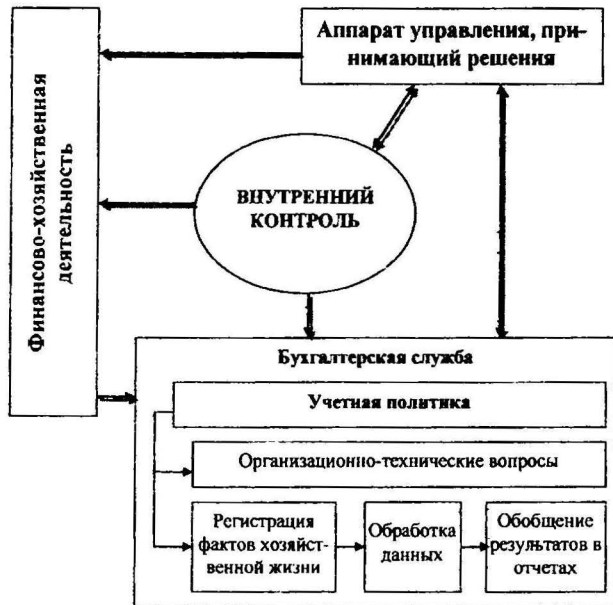 Аппарат управления, при-
нимающий решения
Финансово-хозяйственная
деятельность
ВНУТРЕННИЙ
КОНТРОЛЬ
Бухгалтерская служба
Учетная политика
Организационно-технические вопросы
Регистрация
фактов хозяйст-
венной жизни
Обработка
данных
Обобщение
результатов в
отчетах